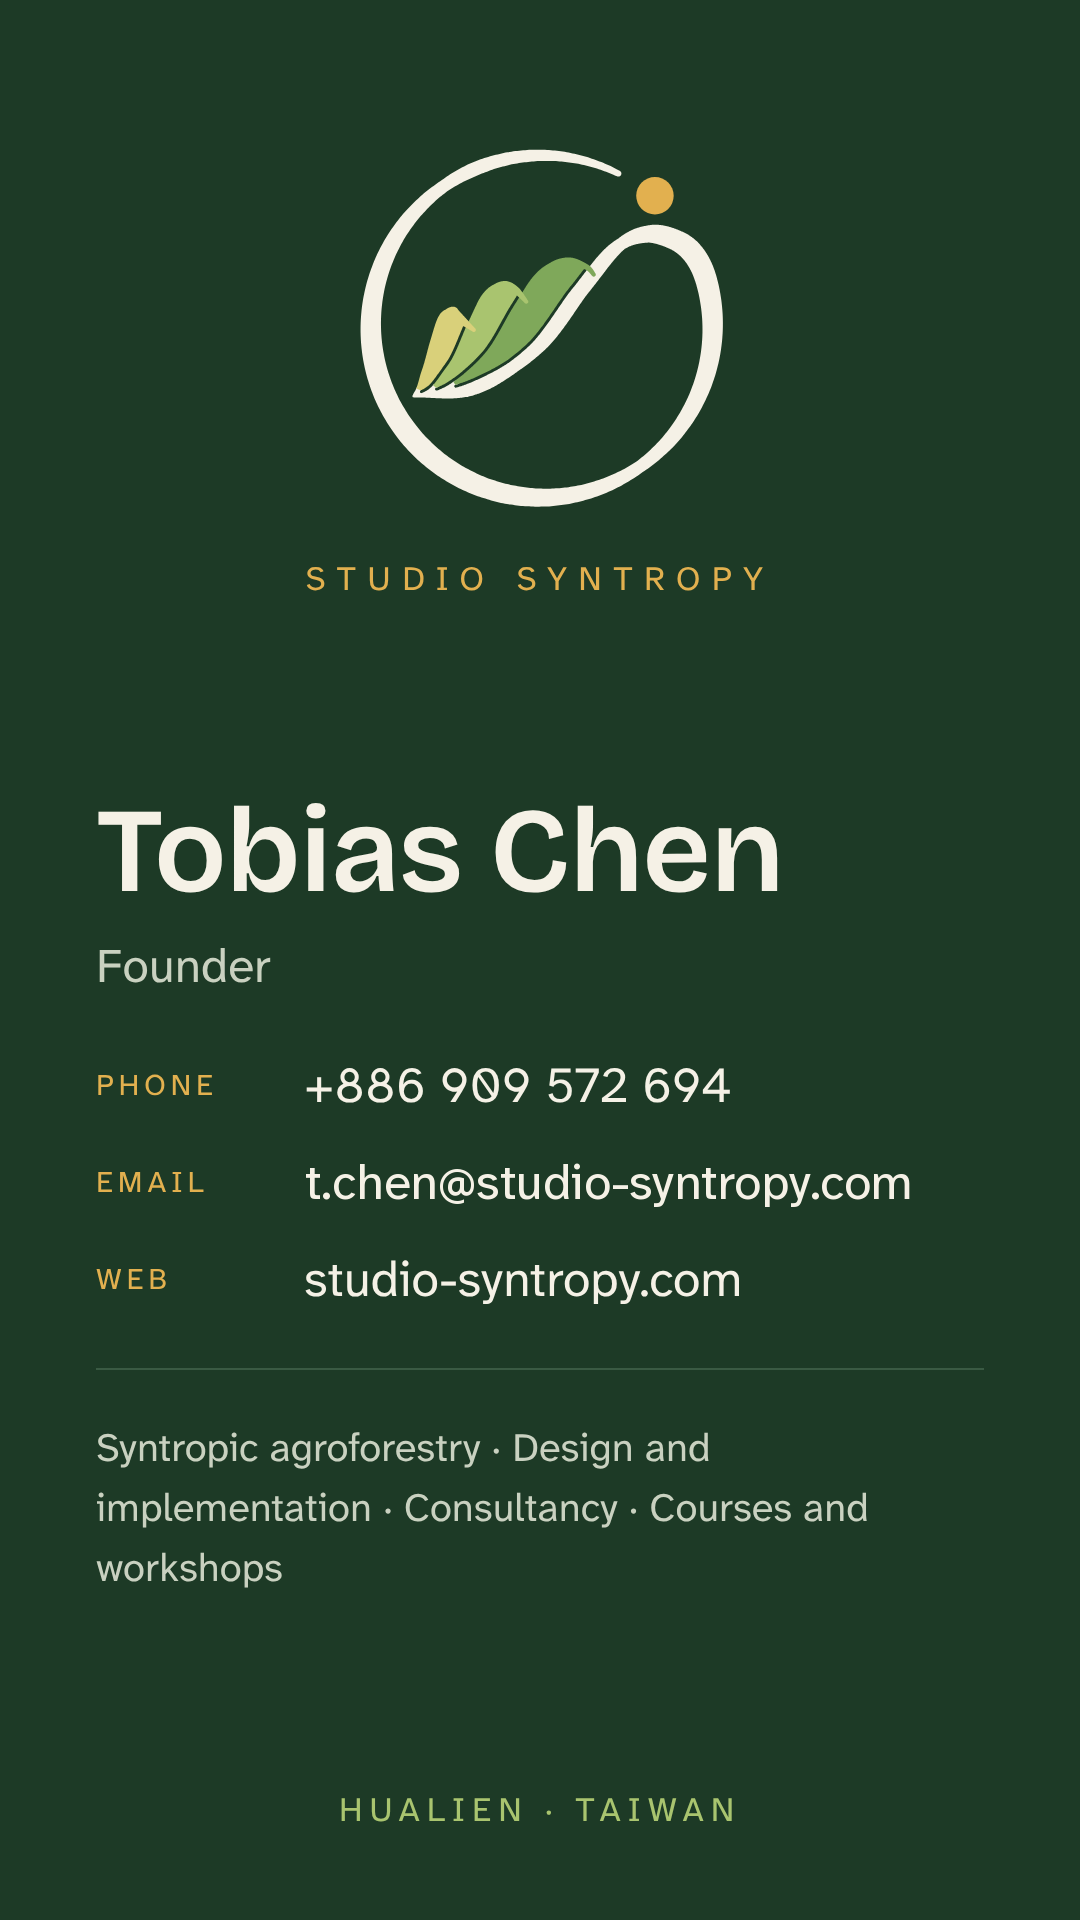 STUDIO SYNTROPY
Tobias Chen
Founder
PHONE +886 909 572 694
EMAIL t.chen@studio-syntropy.com
WEB studio-syntropy.com
Syntropic agroforestry · Design and
implementation · Consultancy · Courses and
workshops
HUALIEN · TAIWAN